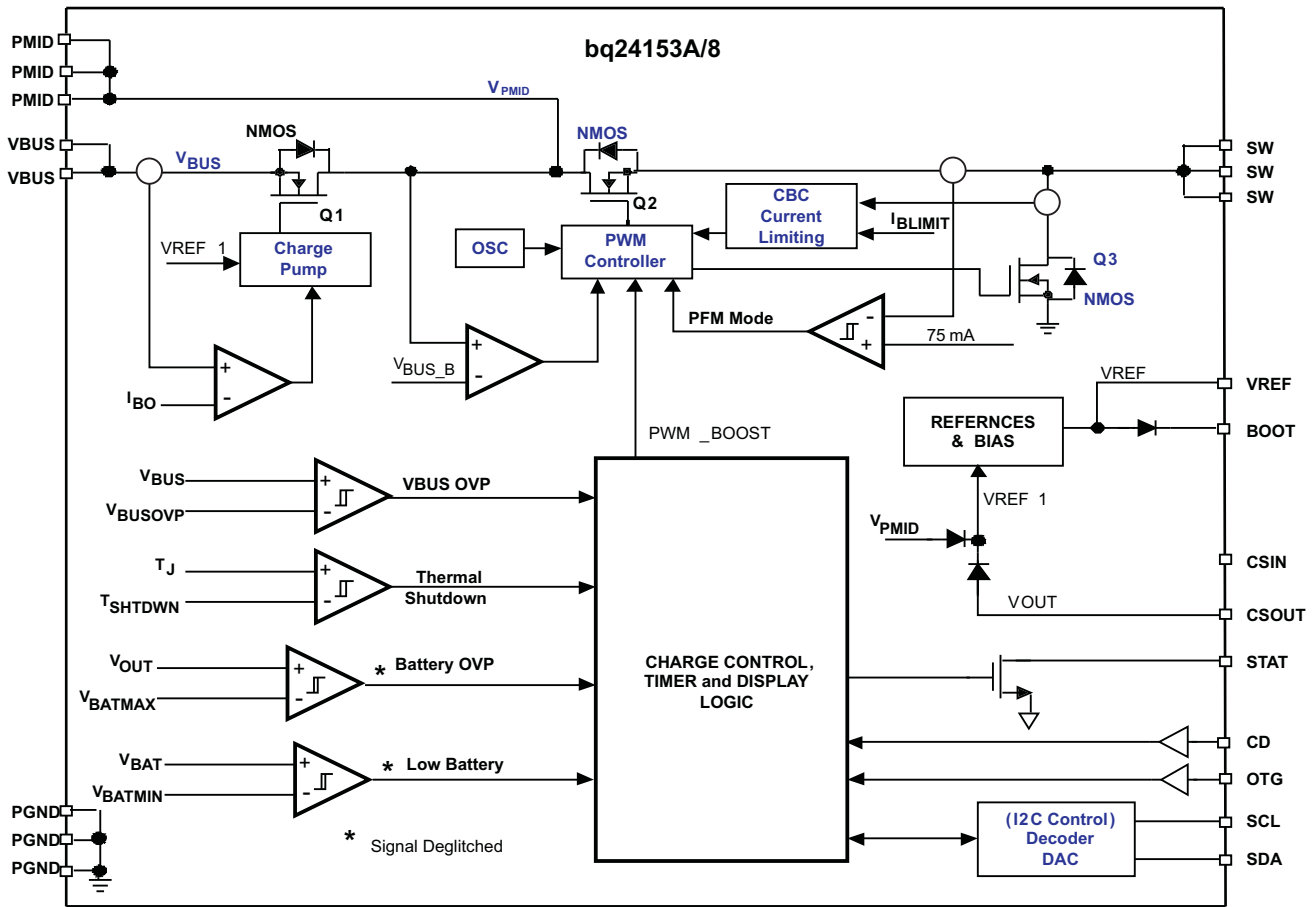 bq24153A/8
PMID
PMID
PMID
VBUS
VBUS
VPMID
NMOS
NMOS
VBUS
Q1
Q2
SW
SW
SW
VREF 1
Charge
Pump
OSC
PWM
Controller
CBC
Current
Limiting
IBLIMIT
Q3
NMOS
PFM Mode
-
+
75 mA
+
-
IBO
+
-
VBUS_B
PWM _BOOST
VREF
VREF
BOOT
REFERNCES
& BIAS
VREF 1
VPMID
CSIN
VOUT
CSOUT
VBUS
+
VBUSOVP
-
VBUS OVP
TJ
+
TSHTDWN
-
Thermal
Shutdown
VOUT
+
VBATMAX
-
* Battery OVP
VBAT
+
VBATMIN
-
* Low Battery
CHARGE CONTROL,
TIMER and DISPLAY
LOGIC
STAT
CD
OTG
(I2C Control)
Decoder
DAC
SCL
SDA
PGND
PGND
PGND
* Signal Deglitched